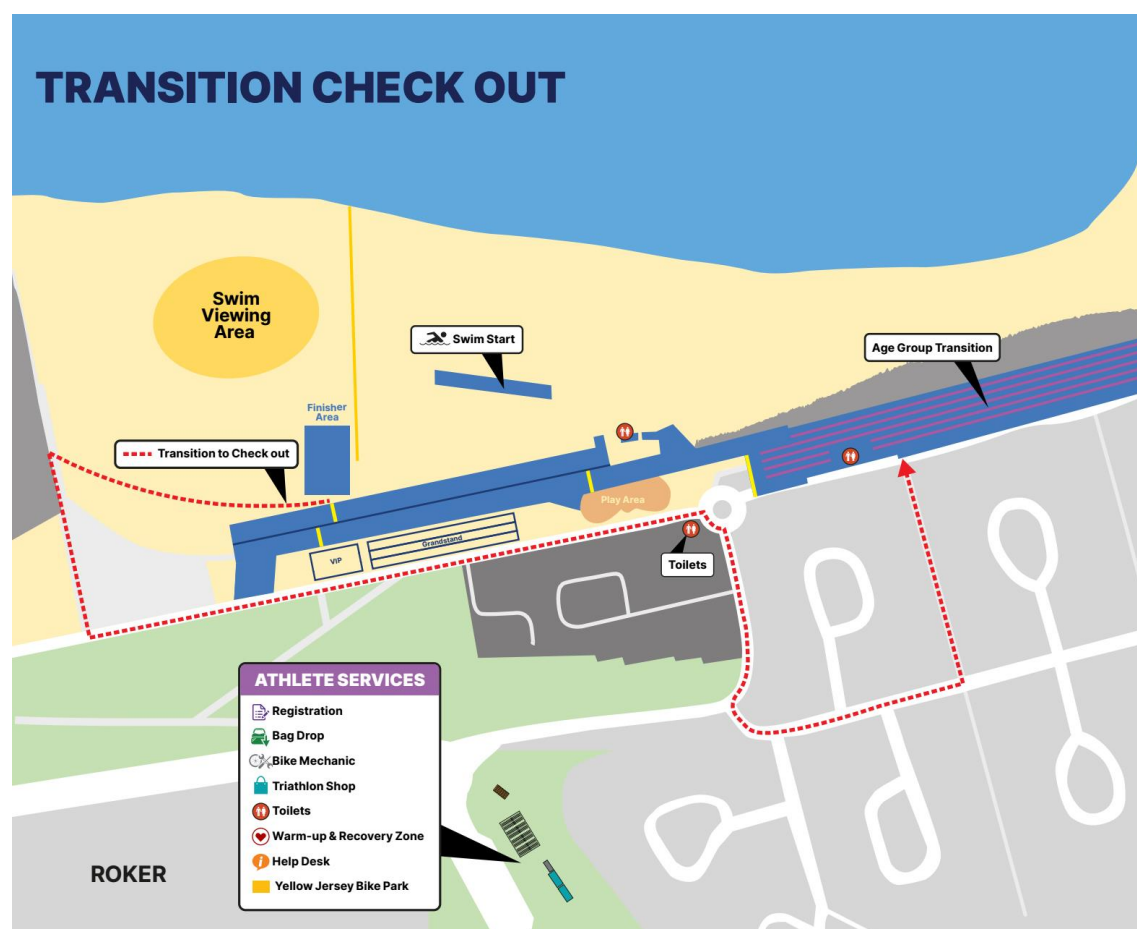 TRANSITION CHECK OUT
Swim
Viewing
Area
Swim Start
Age Group Transition
Finisher
Area
Transition to Check out
Play Area
Grandstand
VIP
Toilets
ATHLETE SERVICES
Registration
Bag Drop
Bike Mechanic
Triathlon Shop
Toilets
Warm-up & Recovery Zone
Help Desk
Yellow Jersey Bike Park
ROKER